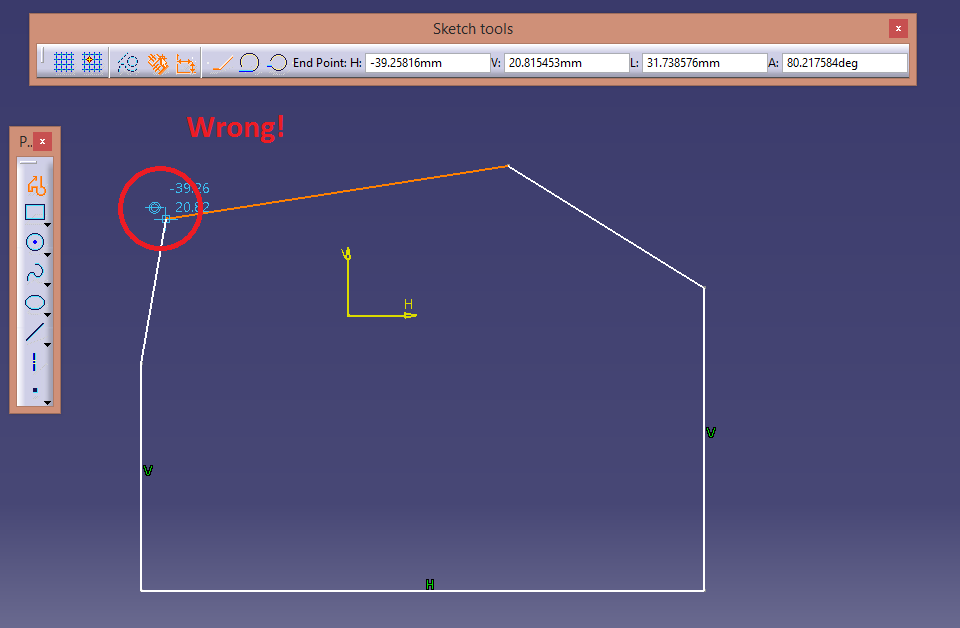 Sketch tools
End Point: H: -39.25816mm V: 20.815453mm L: 31.738576mm A: 80.217584deg
Wrong!
P..
-39.26
20.82
V
H
V
V
H